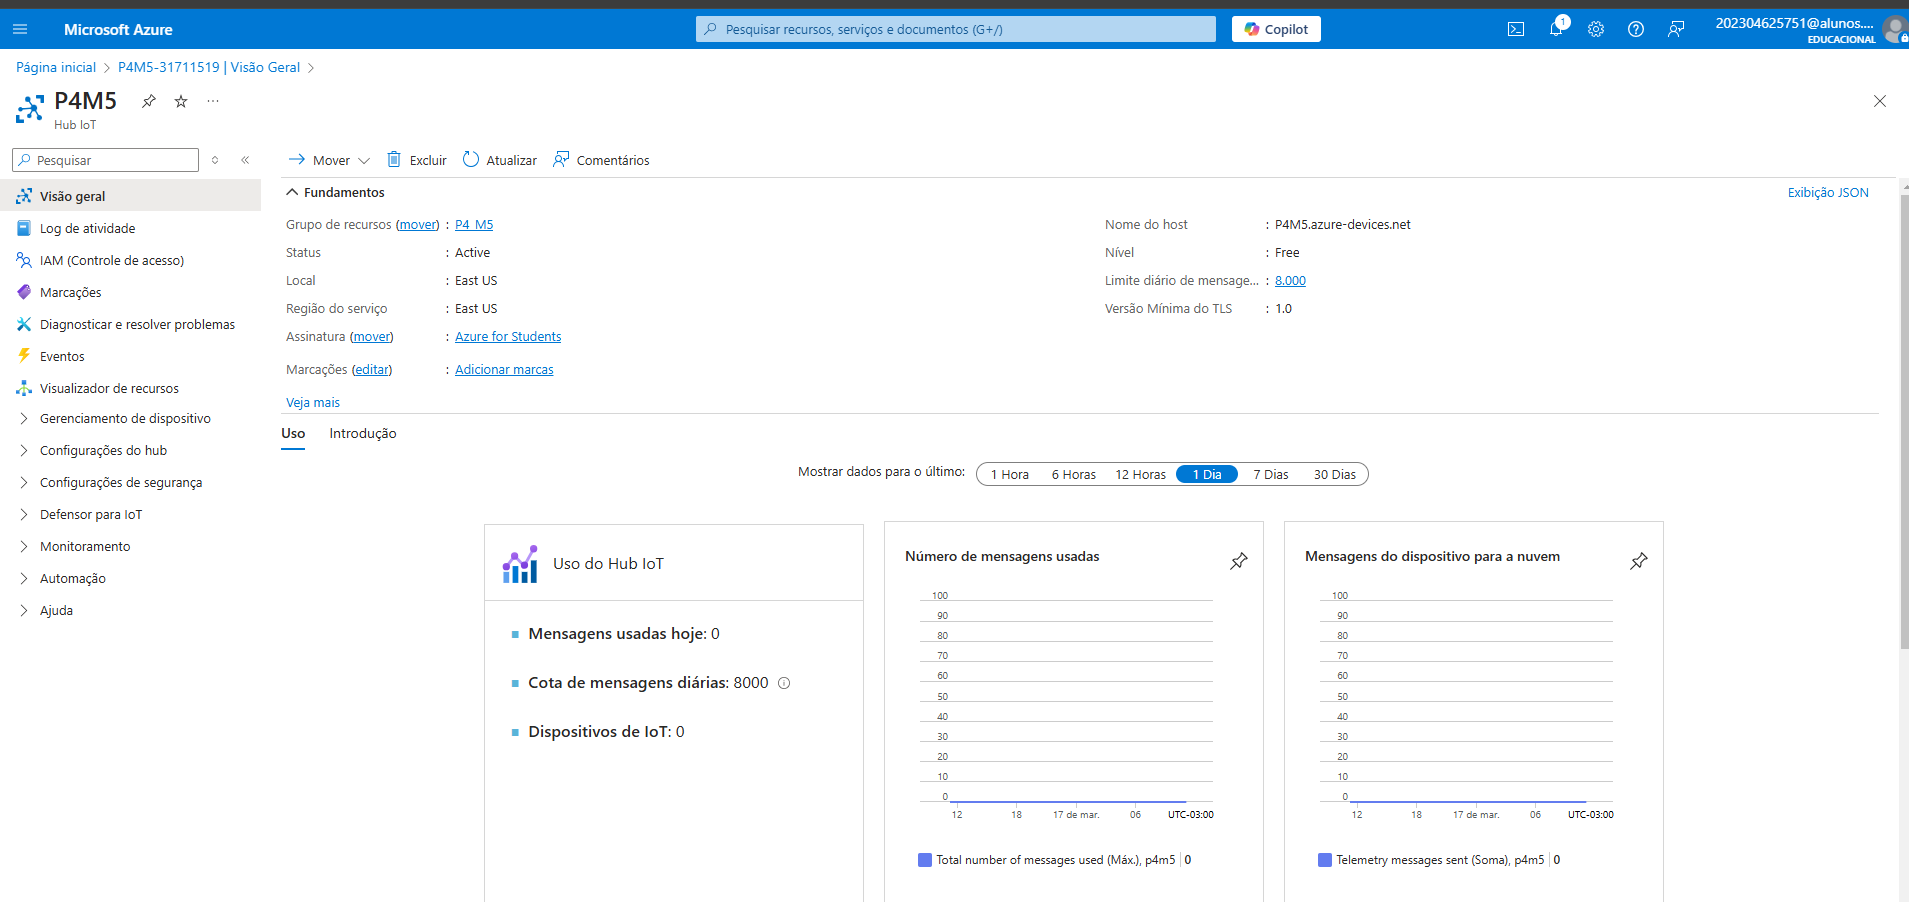 Microsoft Azure
Pesquisar recursos, serviços e documentos (G+/)
Copilot
1
202304625751@alunos....
EDUCACIONAL
Página inicial > P4M5-31711519 | Visão Geral >
P4M5
Hub IoT
Pesquisar
Mover
Excluir
Atualizar
Comentários
Visão geral
Log de atividade
IAM (Controle de acesso)
Marcações
Diagnosticar e resolver problemas
Eventos
Visualizador de recursos
Gerenciamento de dispositivo
Configurações do hub
Configurações de segurança
Defensor para IoT
Monitoramento
Automação
Ajuda
Fundamentos
Exibição JSON
Grupo de recursos (mover) : P4_M5
Status : Active
Local : East US
Região do serviço : East US
Assinatura (mover) : Azure for Students
Marcações (editar) : Adicionar marcas
Veja mais
Nome do host : P4M5.azure-devices.net
Nível : Free
Limite diário de mensage... : 8.000
Versão Mínima do TLS : 1.0
Uso
Introdução
Mostrar dados para o último:
1 Hora 6 Horas 12 Horas 1 Dia 7 Dias 30 Dias
Uso do Hub IoT
Mensagens usadas hoje: 0
Cota de mensagens diárias: 8000
Dispositivos de IoT: 0
Número de mensagens usadas
100
90
80
70
60
50
40
30
20
10
0
12 18 17 de mar. 06 UTC-03:00
Total number of messages used (Máx.), p4m5 | 0
Mensagens do dispositivo para a nuvem
100
90
80
70
60
50
40
30
20
10
0
12 18 17 de mar. 06 UTC-03:00
Telemetry messages sent (Soma), p4m5 | 0